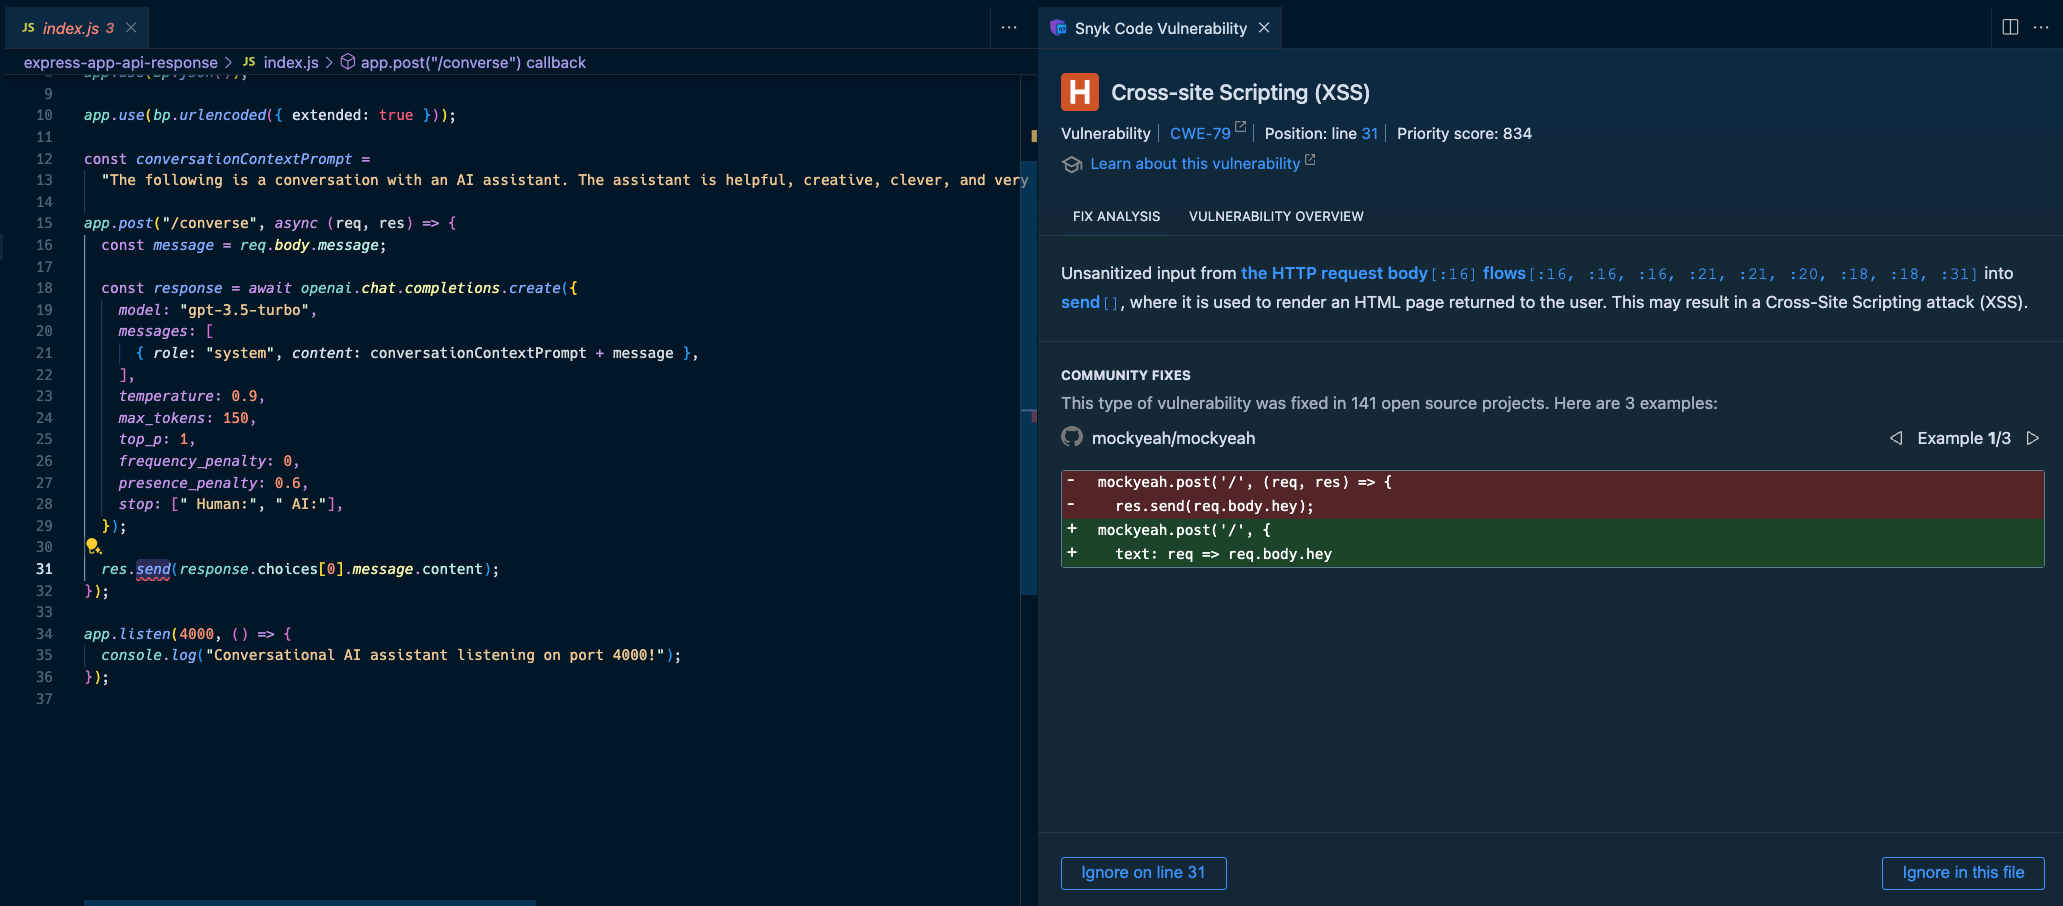 JS index.js 3
Snyk Code Vulnerability
express-app-api-response > JS index.js > app.post("/converse") callback
9
10 app.use(bp.urlencoded({ extended: true }));
11
12 const conversationContextPrompt =
13 "The following is a conversation with an AI assistant. The assistant is helpful, creative, clever, and very
14
15 app.post("/converse", async (req, res) => {
16 const message = req.body.message;
17
18 const response = await openai.chat.completions.create({
19 model: "gpt-3.5-turbo",
20 messages: [
21 { role: "system", content: conversationContextPrompt + message },
22 ],
23 temperature: 0.9,
24 max_tokens: 150,
25 top_p: 1,
26 frequency_penalty: 0,
27 presence_penalty: 0.6,
28 stop: [" Human:", " AI:"],
29 });
30
31 res.send(response.choices[0].message.content);
32 });
33
34 app.listen(4000, () => {
35 console.log("Conversational AI assistant listening on port 4000!");
36 });
37
H Cross-site Scripting (XSS)
Vulnerability | CWE-79 | Position: line 31 | Priority score: 834
Learn about this vulnerability
FIX ANALYSIS VULNERABILITY OVERVIEW
Unsanitized input from the HTTP request body[:16] flows[:16, :16, :16, :21, :21, :20, :18, :18, :31] into
send[], where it is used to render an HTML page returned to the user. This may result in a Cross-Site Scripting attack (XSS).
COMMUNITY FIXES
This type of vulnerability was fixed in 141 open source projects. Here are 3 examples:
mockyeah/mockyeah
Example 1/3
- mockyeah.post('/', (req, res) => {
- res.send(req.body.hey);
+ mockyeah.post('/', {
+ text: req => req.body.hey
Ignore on line 31
Ignore in this file